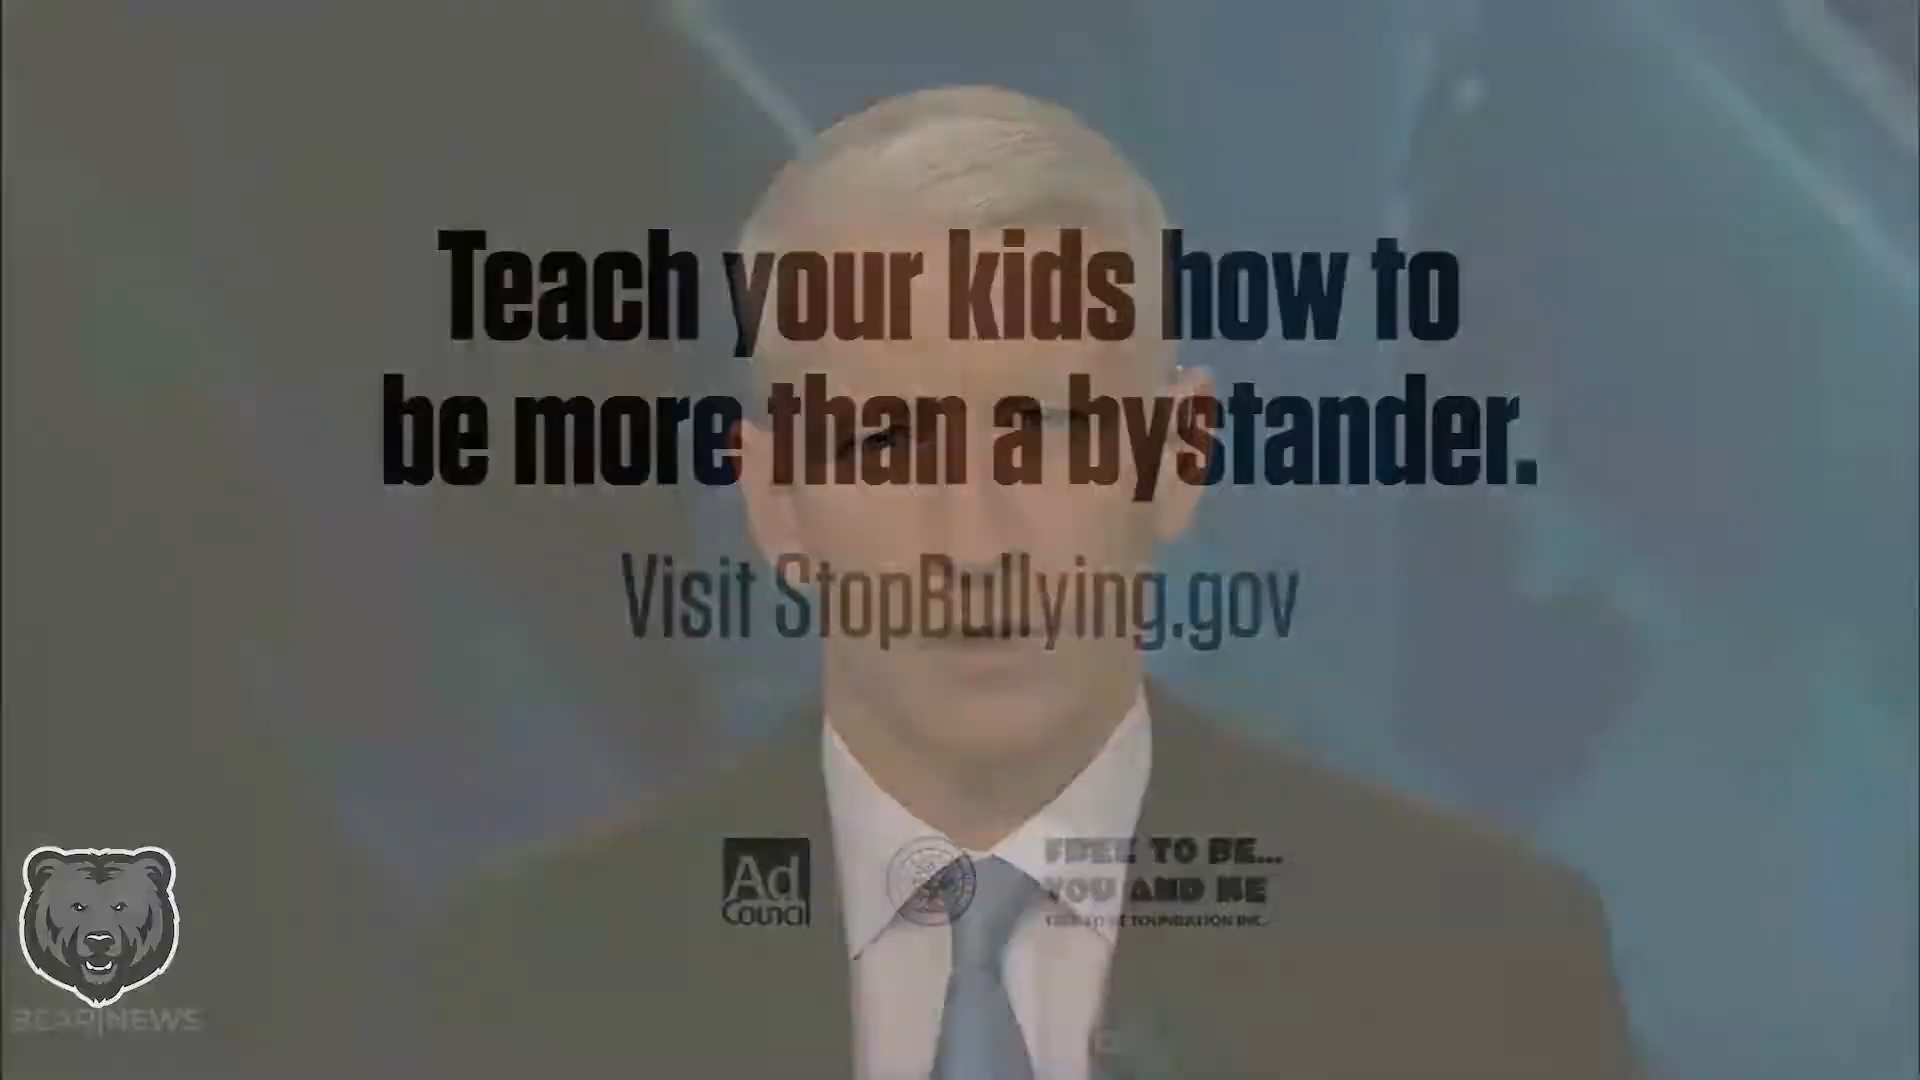 Teach your kids how to
be more than a bystander.
Visit StopBullying.gov
Ad
Council
FREE TO BE...
YOU AND ME
BEAR|NEWS